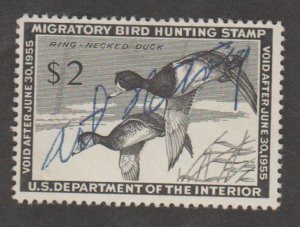 MIGRATORY BIRD HUNTING STAMP
RING-NECKED DUCK
$2
VOID AFTER JUNE 30, 1955
VOID AFTER JUNE 30, 1955
U.S. DEPARTMENT OF THE INTERIOR